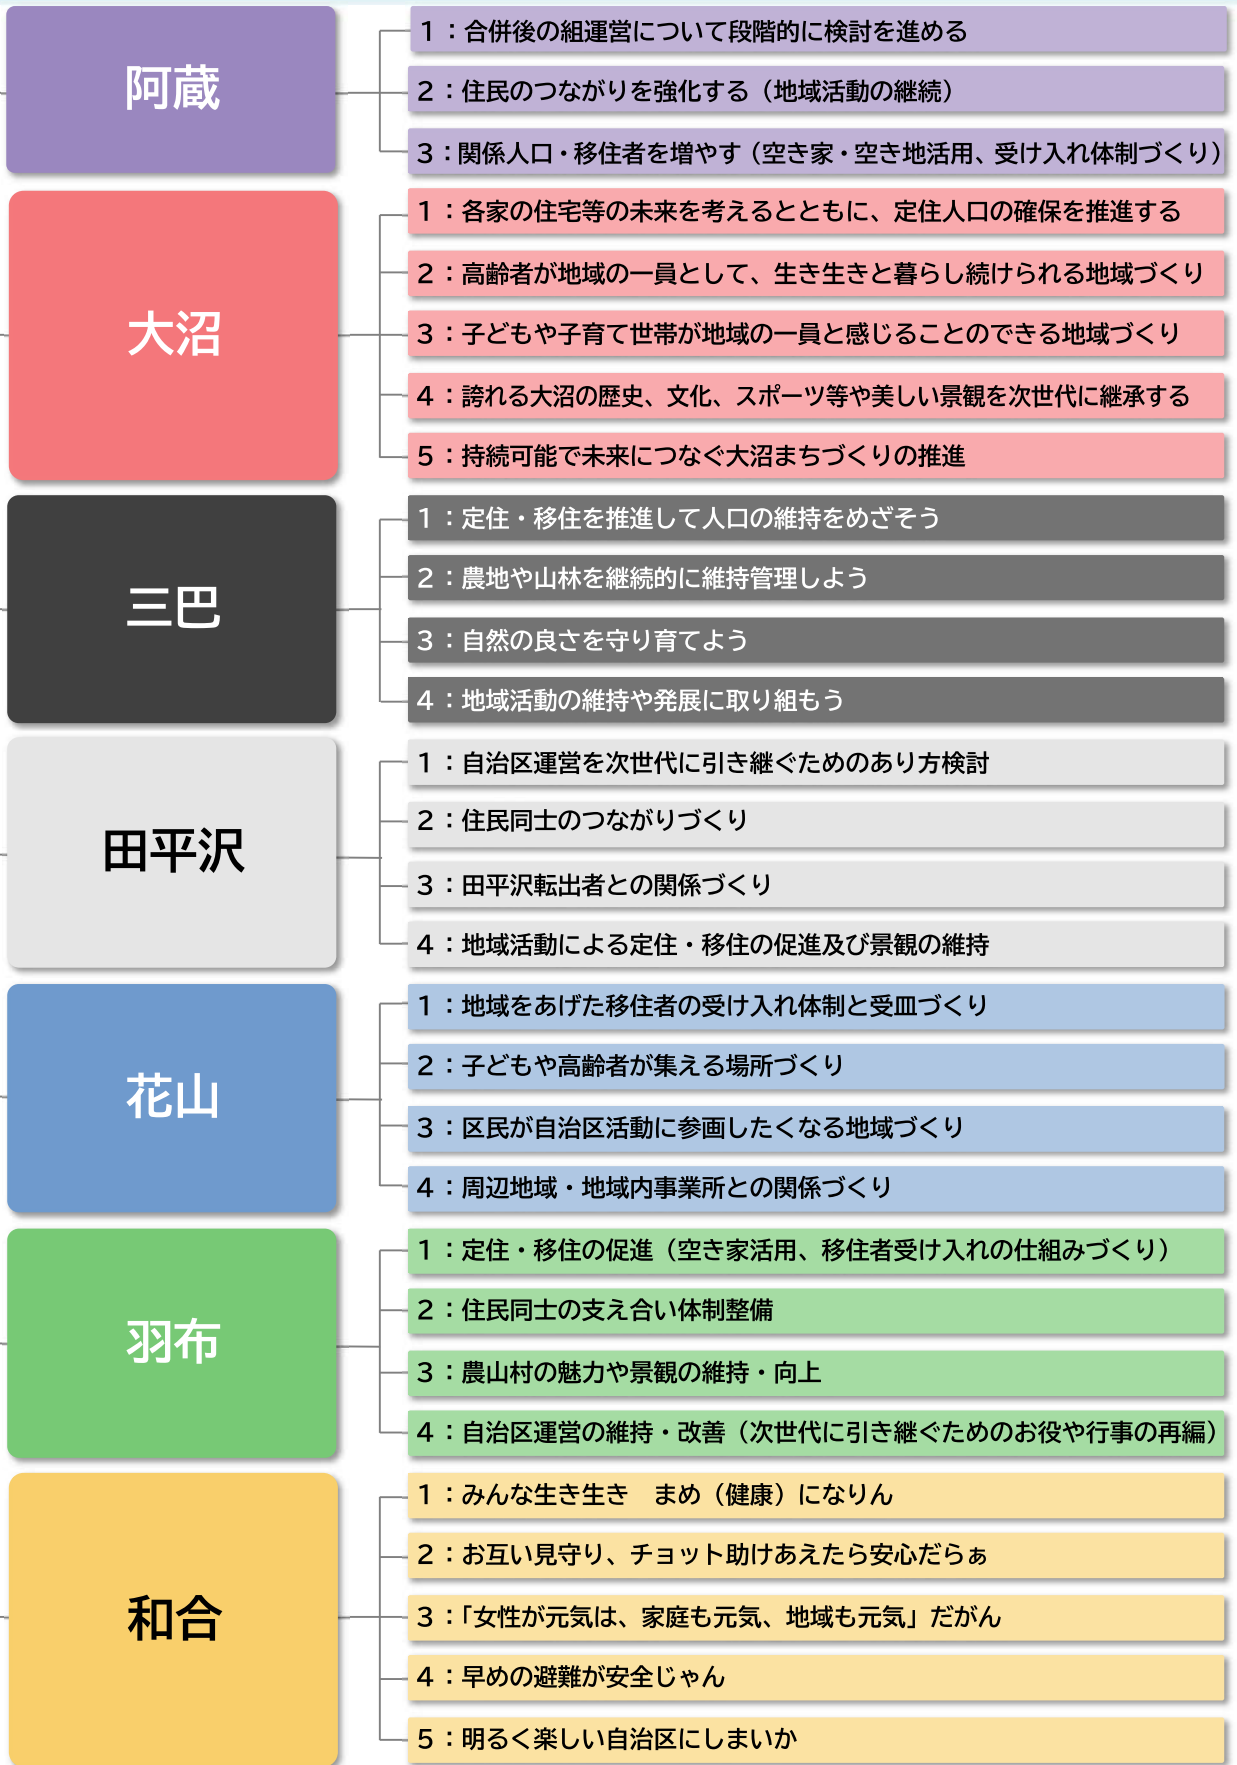 阿蔵
1:合併後の組運営について段階的に検討を進める
2:住民のつながりを強化する（地域活動の継続）
3:関係人口・移住者を増やす（空き家・空き地活用、受け入れ体制づくり）
大沼
1:各家の住宅等の未来を考えるとともに、定住人口の確保を推進する
2:高齢者が地域の一員として、生き生きと暮らし続けられる地域づくり
3:子どもや子育て世帯が地域の一員と感じることのできる地域づくり
4:誇れる大沼の歴史、文化、スポーツ等や美しい景観を次世代に継承する
5:持続可能で未来につなぐ大沼まちづくりの推進
三巴
1:定住・移住を推進して人口の維持をめざそう
2:農地や山林を継続的に維持管理しよう
3:自然の良さを守り育てよう
4:地域活動の維持や発展に取り組もう
田平沢
1:自治区運営を次世代に引き継ぐためのあり方検討
2:住民同士のつながりづくり
3:田平沢転出者との関係づくり
4:地域活動による定住・移住の促進及び景観の維持
花山
1:地域をあげた移住者の受け入れ体制と受皿づくり
2:子どもや高齢者が集える場所づくり
3:区民が自治区活動に参画したくなる地域づくり
4:周辺地域・地域内事業所との関係づくり
羽布
1:定住・移住の促進（空き家活用、移住者受け入れの仕組みづくり）
2:住民同士の支え合い体制整備
3:農山村の魅力や景観の維持・向上
4:自治区運営の維持・改善（次世代に引き継ぐためのお役や行事の再編）
和合
1:みんな生き生き　まめ（健康）になりん
2:お互い見守り、チョット助けあえたら安心だらぁ
3:「女性が元気は、家庭も元気、地域も元気」だがん
4:早めの避難が安全じゃん
5:明るく楽しい自治区にしまいか